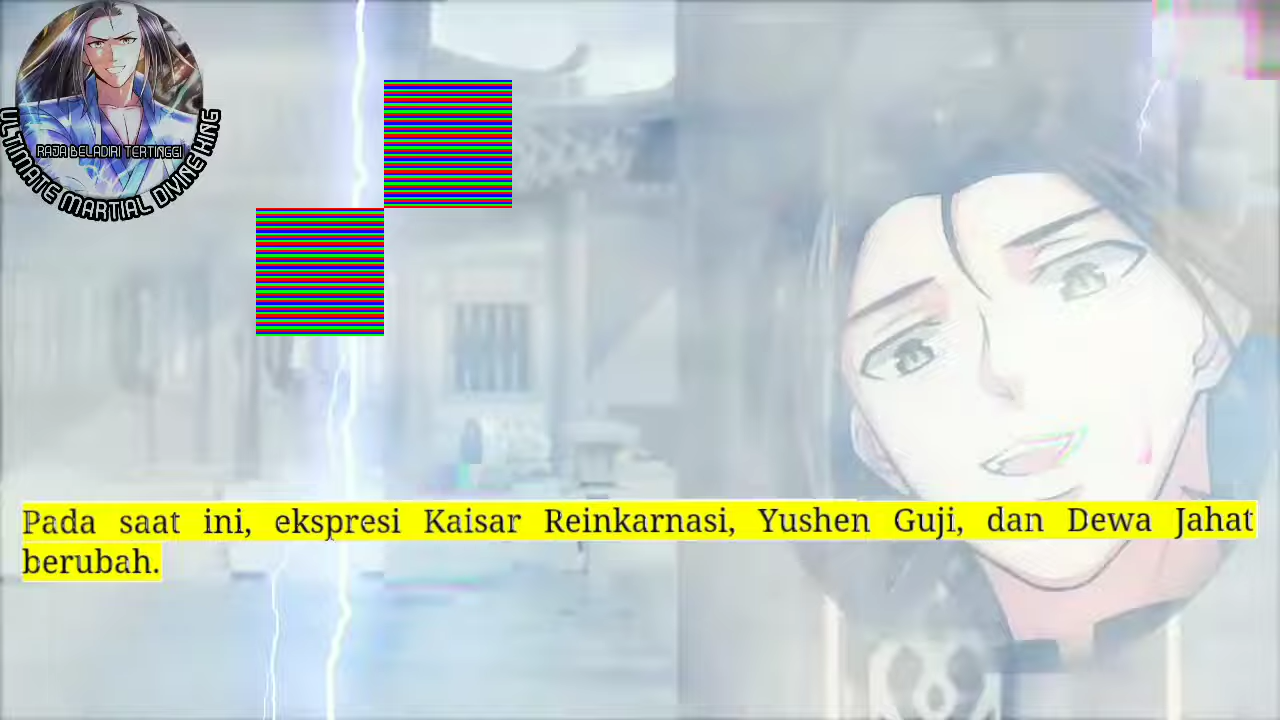 RAJA BELADIRI TERTINGGI
ULTIMATE MARTIAL DIVINE KING
Pada saat ini, ekspresi Kaisar Reinkarnasi, Yushen Guji, dan Dewa Jahat
berubah.